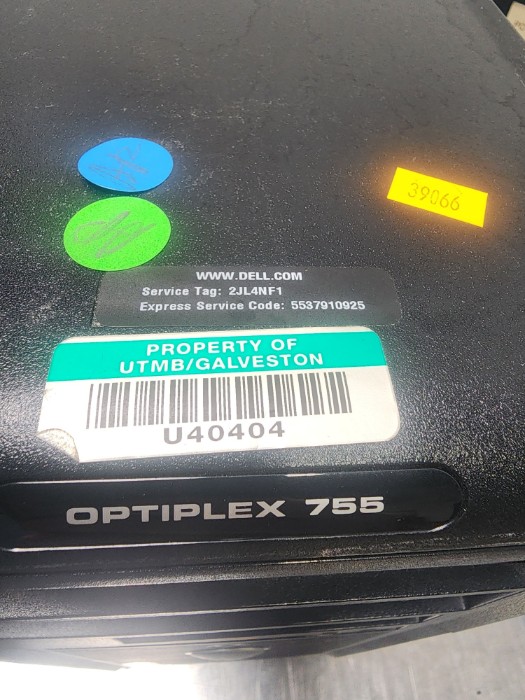 39066
WWW.DELL.COM
Service Tag: 2JL4NF1
Express Service Code: 5537910925
PROPERTY OF
UTMB/GALVESTON
U40404
OPTIPLEX 755